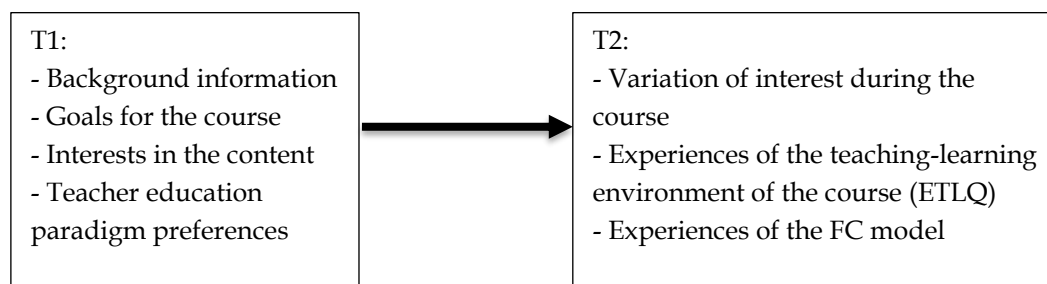 T1:
- Background information
- Goals for the course
- Interests in the content
- Teacher education
paradigm preferences
T2:
- Variation of interest during the
course
- Experiences of the teaching-learning
environment of the course (ETLQ)
- Experiences of the FC model